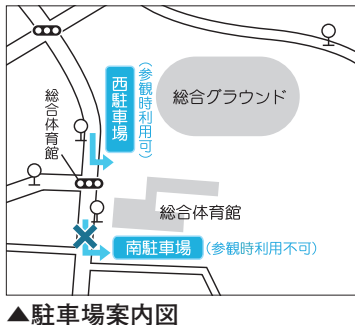 西駐車場
(参観時利用可)
総合グラウンド
総合体育館
総合体育館
南駐車場
(参観時利用不可)
▲駐車場案内図